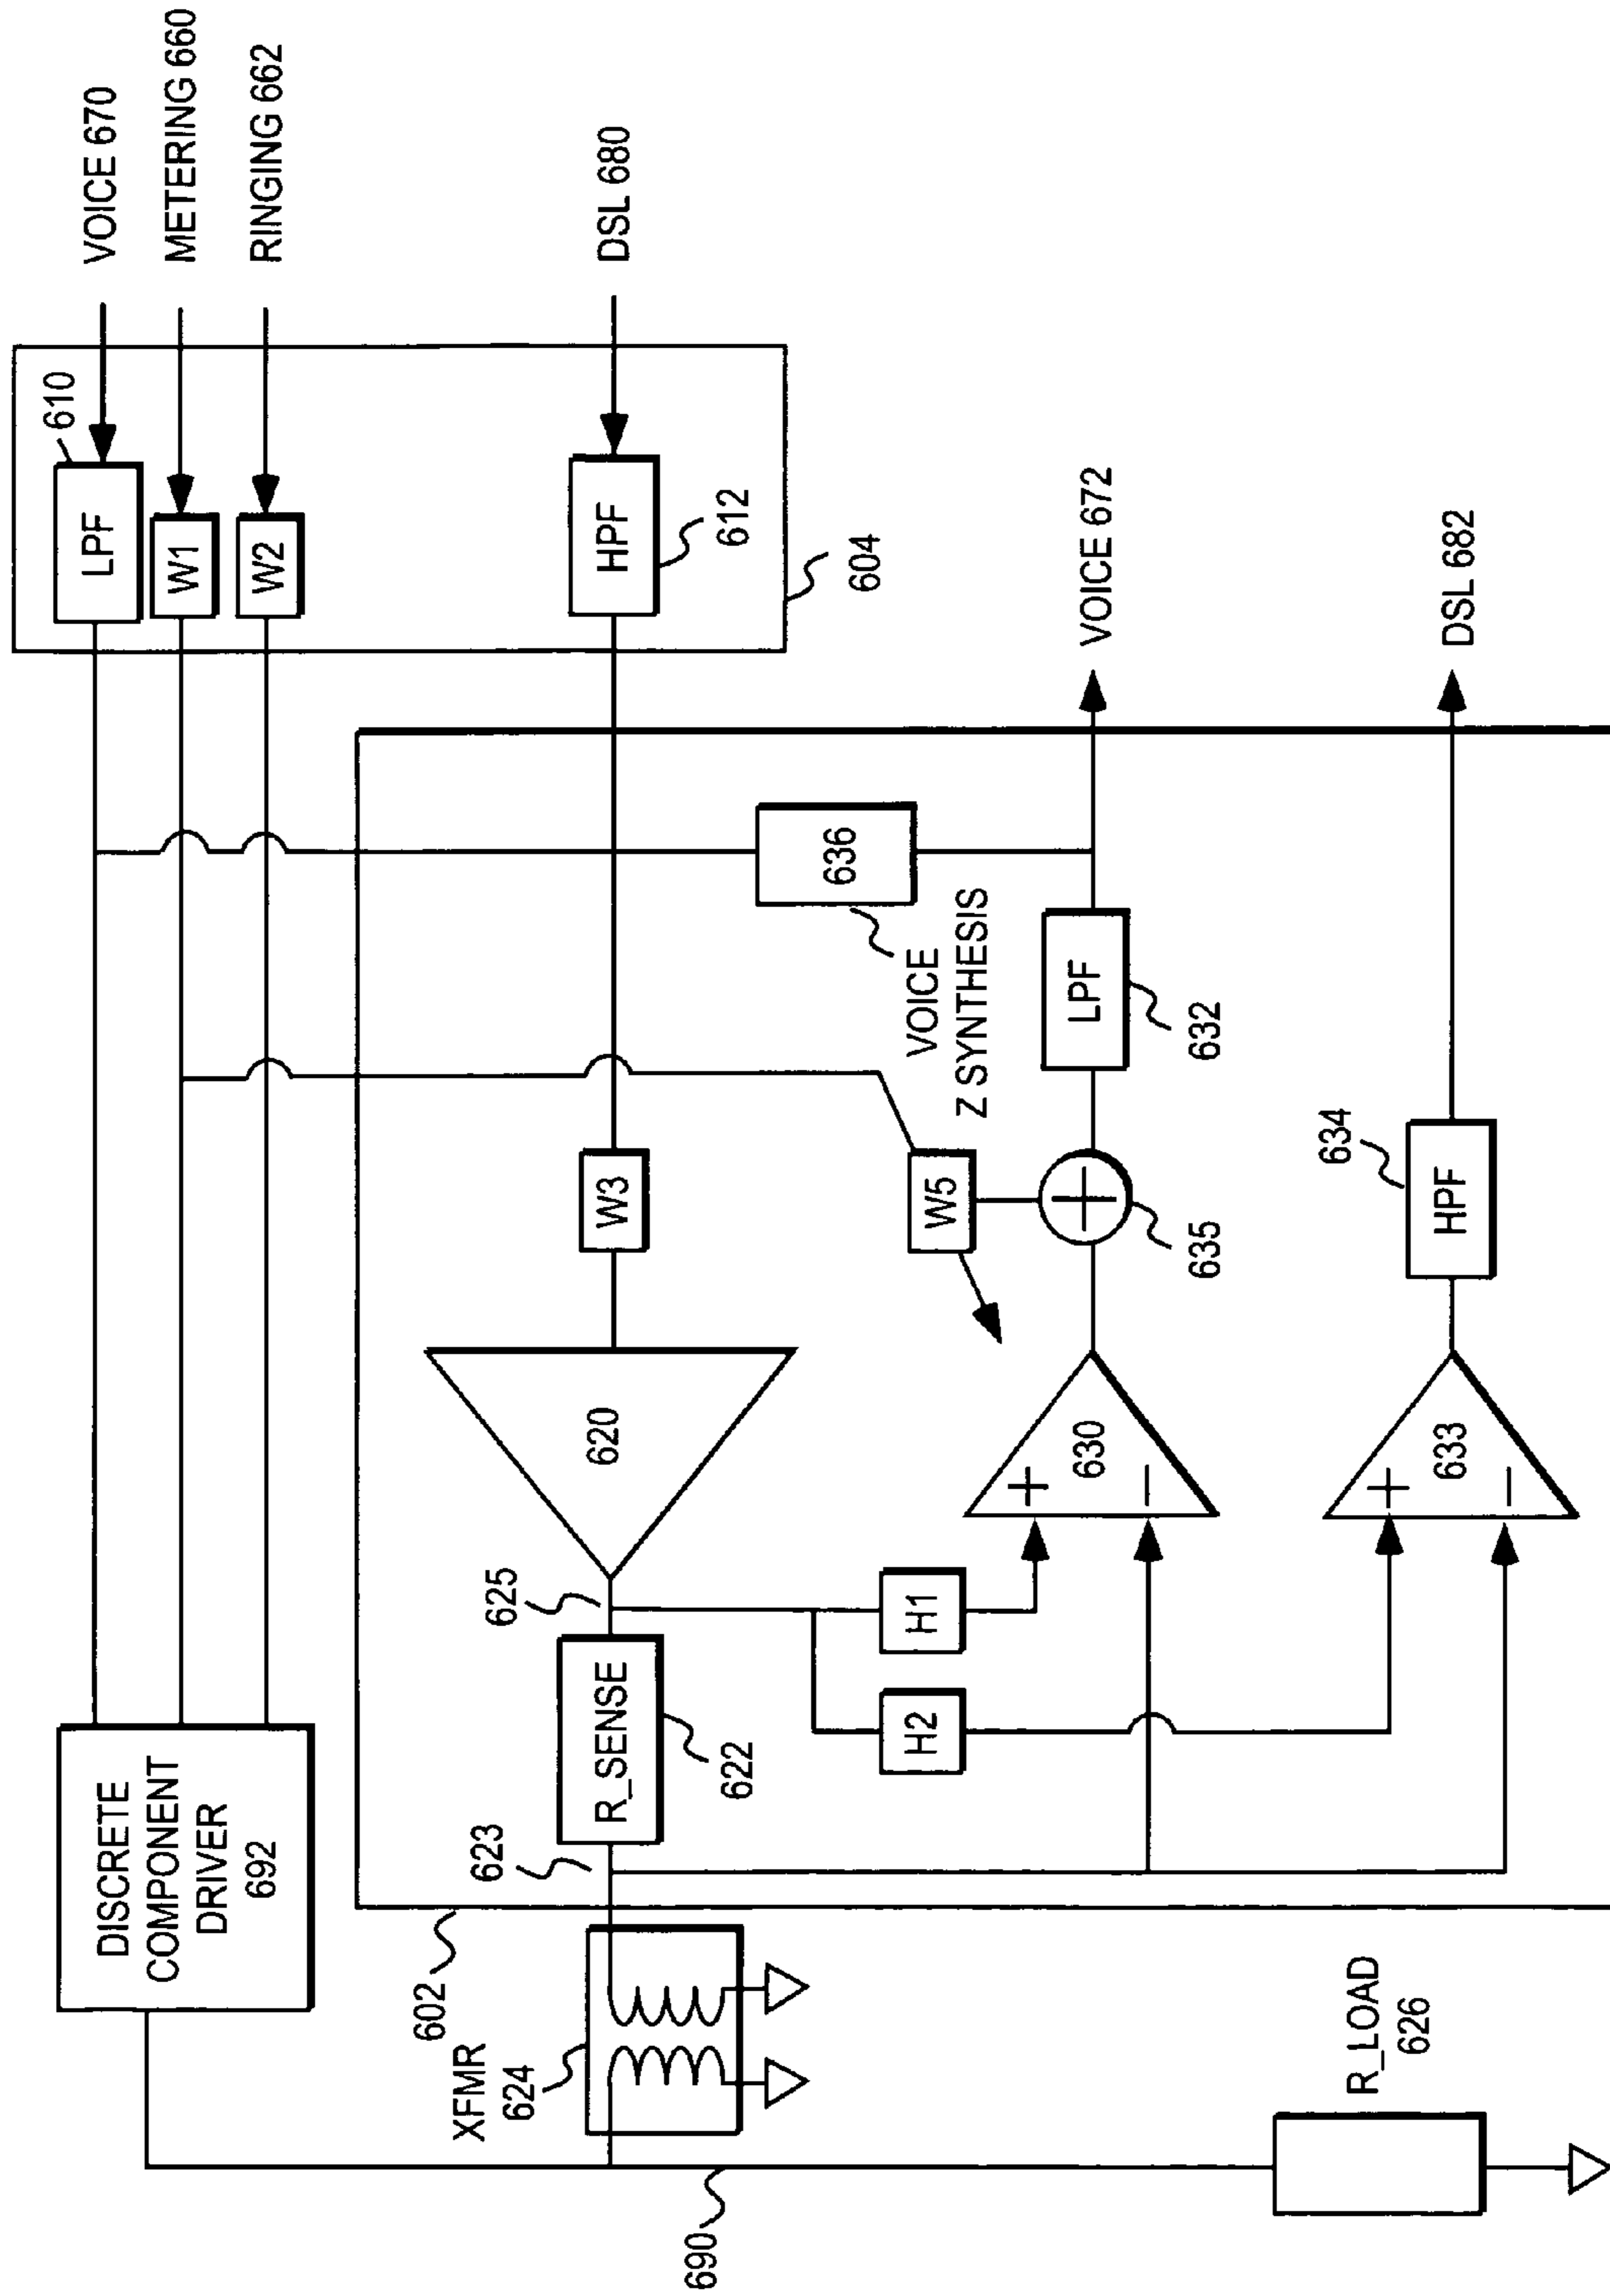 VOICE 670
METERING 660
RINGING 662
DSL 680
610
LPF
W1
W2
HPF
612
604
DISCRETE
COMPONENT
DRIVER
692
636
VOICE
Z SYNTHESIS
VOICE 672
DSL 682
W3
W5
LPF
632
635
634
HPF
620
630
+
−
633
+
−
625
R_SENSE
622
623
H1
H2
602
XFMR
624
R_LOAD
626
690